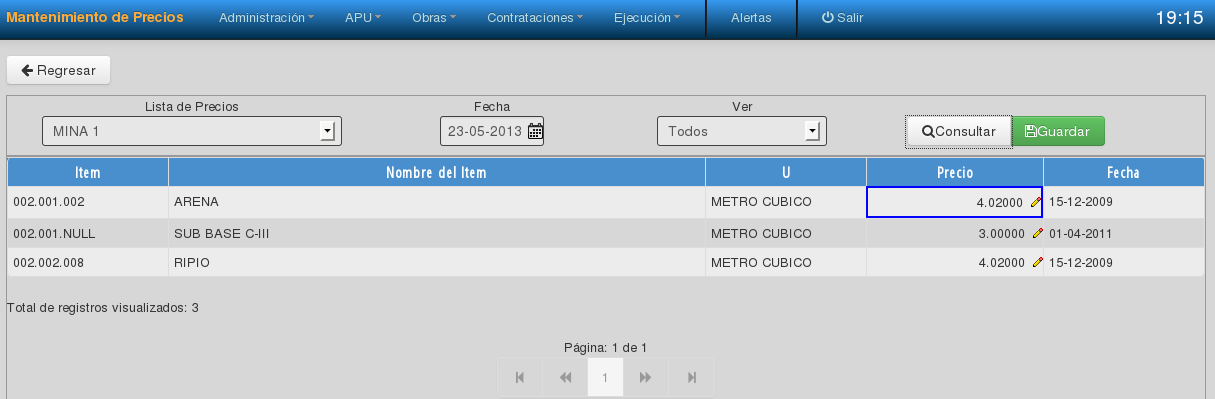 Mantenimiento de Precios Administración APU Obras Contrataciones Ejecución Alertas Salir 19:15
Regresar
Lista de Precios Fecha Ver
MINA 1 23-05-2013 Todos Consultar Guardar
Item Nombre del Item U Precio Fecha
002.001.002 ARENA METRO CUBICO 4.02000 15-12-2009
002.001.NULL SUB BASE C-III METRO CUBICO 3.00000 01-04-2011
002.002.008 RIPIO METRO CUBICO 4.02000 15-12-2009
Total de registros visualizados: 3
Página: 1 de 1
1